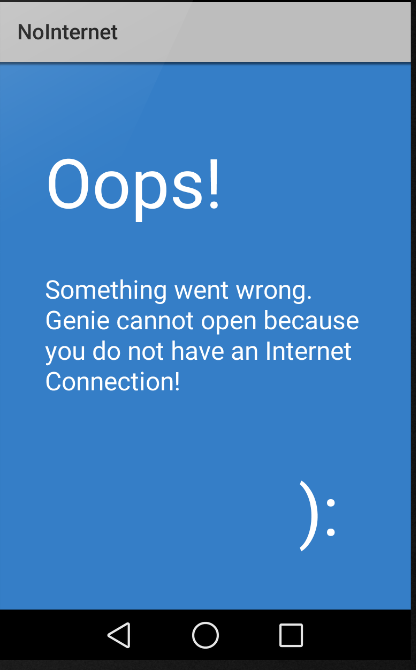 NoInternet
Oops!
Something went wrong.
Genie cannot open because
you do not have an Internet
Connection!
):